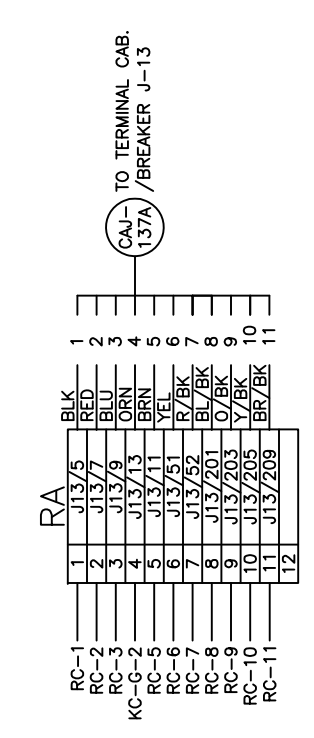 RA
RC-1 1 J13/5 BLK 1
RC-2 2 J13/7 RED 2
RC-3 3 J13/9 BLU 3
KC-G-2 4 J13/13 ORN 4
RC-5 5 J13/11 BRN 5
RC-6 6 J13/51 YEL 6
RC-7 7 J13/52 R/BK 7
RC-8 8 J13/201 BL/BK 8
RC-9 9 J13/203 O/BK 9
RC-10 10 J13/205 Y/BK 10
RC-11 11 J13/209 BR/BK 11
12
CAJ-
137A
TO TERMINAL CAB.
/BREAKER J-13